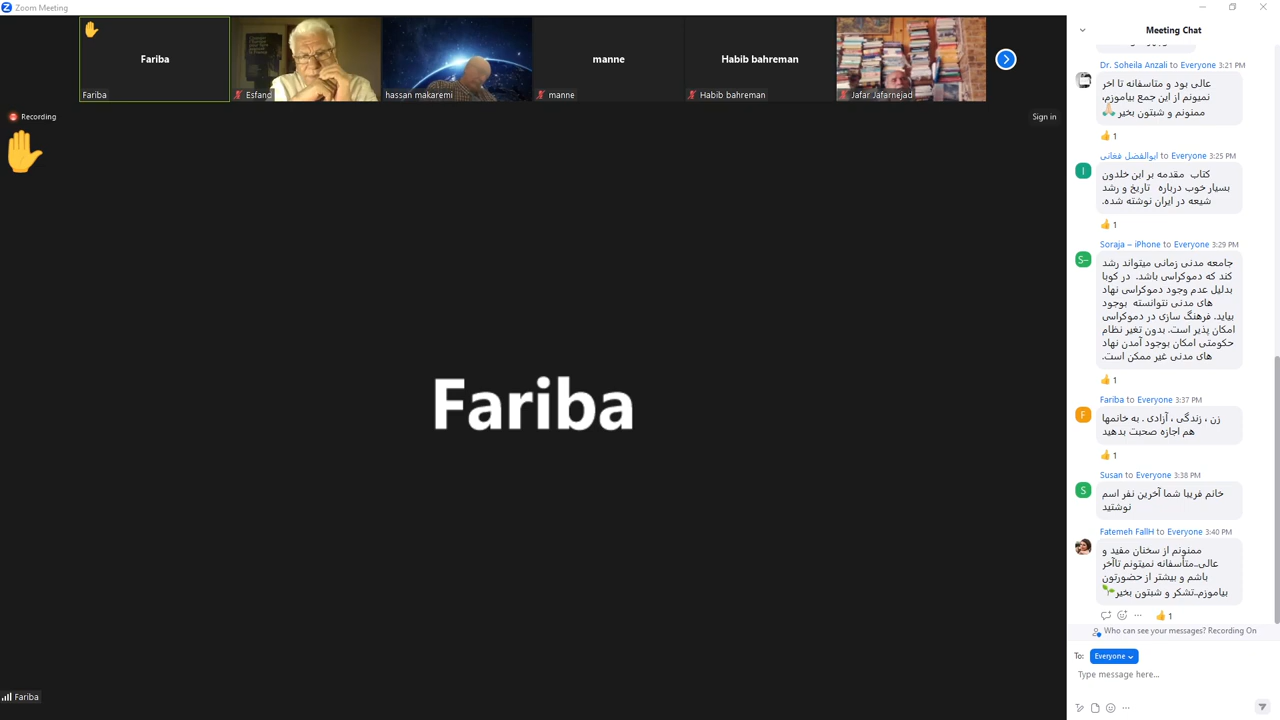 Zoom Meeting
Fariba
Fariba
Esfand
hassan makaremi
manne
manne
Habib bahreman
Habib bahreman
Jafar Jafarnejad
Recording
Sign in
Fariba
Fariba
Meeting Chat
Dr. Soheila Anzali to Everyone 3:21 PM
عالی بود و متاسفانه تا اخر
نمیونم از این جمع بیاموزم،
ممنونم و شبتون بخیر 🙏🏻
👍 1
ابوالفضل فغانی to Everyone 3:25 PM
I
کتاب مقدمه بر ابن خلدون
بسیار خوب درباره تاریخ و رشد
شیعه در ایران نوشته شده.
👍 1
Soraja – iPhone to Everyone 3:29 PM
S–
جامعه مدنی زمانی میتواند رشد
کند که دموکراسی باشد. در کوبا
بدلیل عدم وجود دموکراسی نهاد
های مدنی نتوانسته بوجود
بیاید. فرهنگ سازی در دموکراسی
امکان پذیر است. بدون تغیر نظام
حکومتی امکان بوجود آمدن نهاد
های مدنی غیر ممکن است.
👍 1
Fariba to Everyone 3:37 PM
F
زن ، زندگی ، آزادی . به خانمها
هم اجازه صحبت بدهید
👍 1
Susan to Everyone 3:38 PM
S
خانم فریبا شما آخرین نفر اسم
نوشتید
Fatemeh FallH to Everyone 3:40 PM
ممنونم از سخنان مفید و
عالی..متأسفانه نمیتونم تاآخر
باشم و بیشتر از حضورتون
بیاموزم..تشکر و شبتون بخیر🌱
👍 1
Who can see your messages? Recording On
To: Everyone
Type message here...